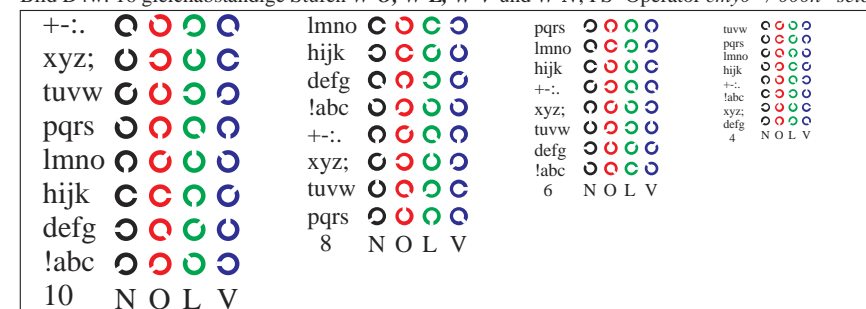 +-:.
xyz;
tuvw
pqrs
lmno
hijk
defg
!abc
10 N O L V
lmno
hijk
defg
!abc
+-:.
xyz;
tuvw
pqrs
8 N O L V
pqrs
lmno
hijk
+-:.
xyz;
tuvw
defg
!abc
6 N O L V
tuvw
pqrs
lmno
hijk
+-:.
!abc
xyz;
defg
4 N O L V